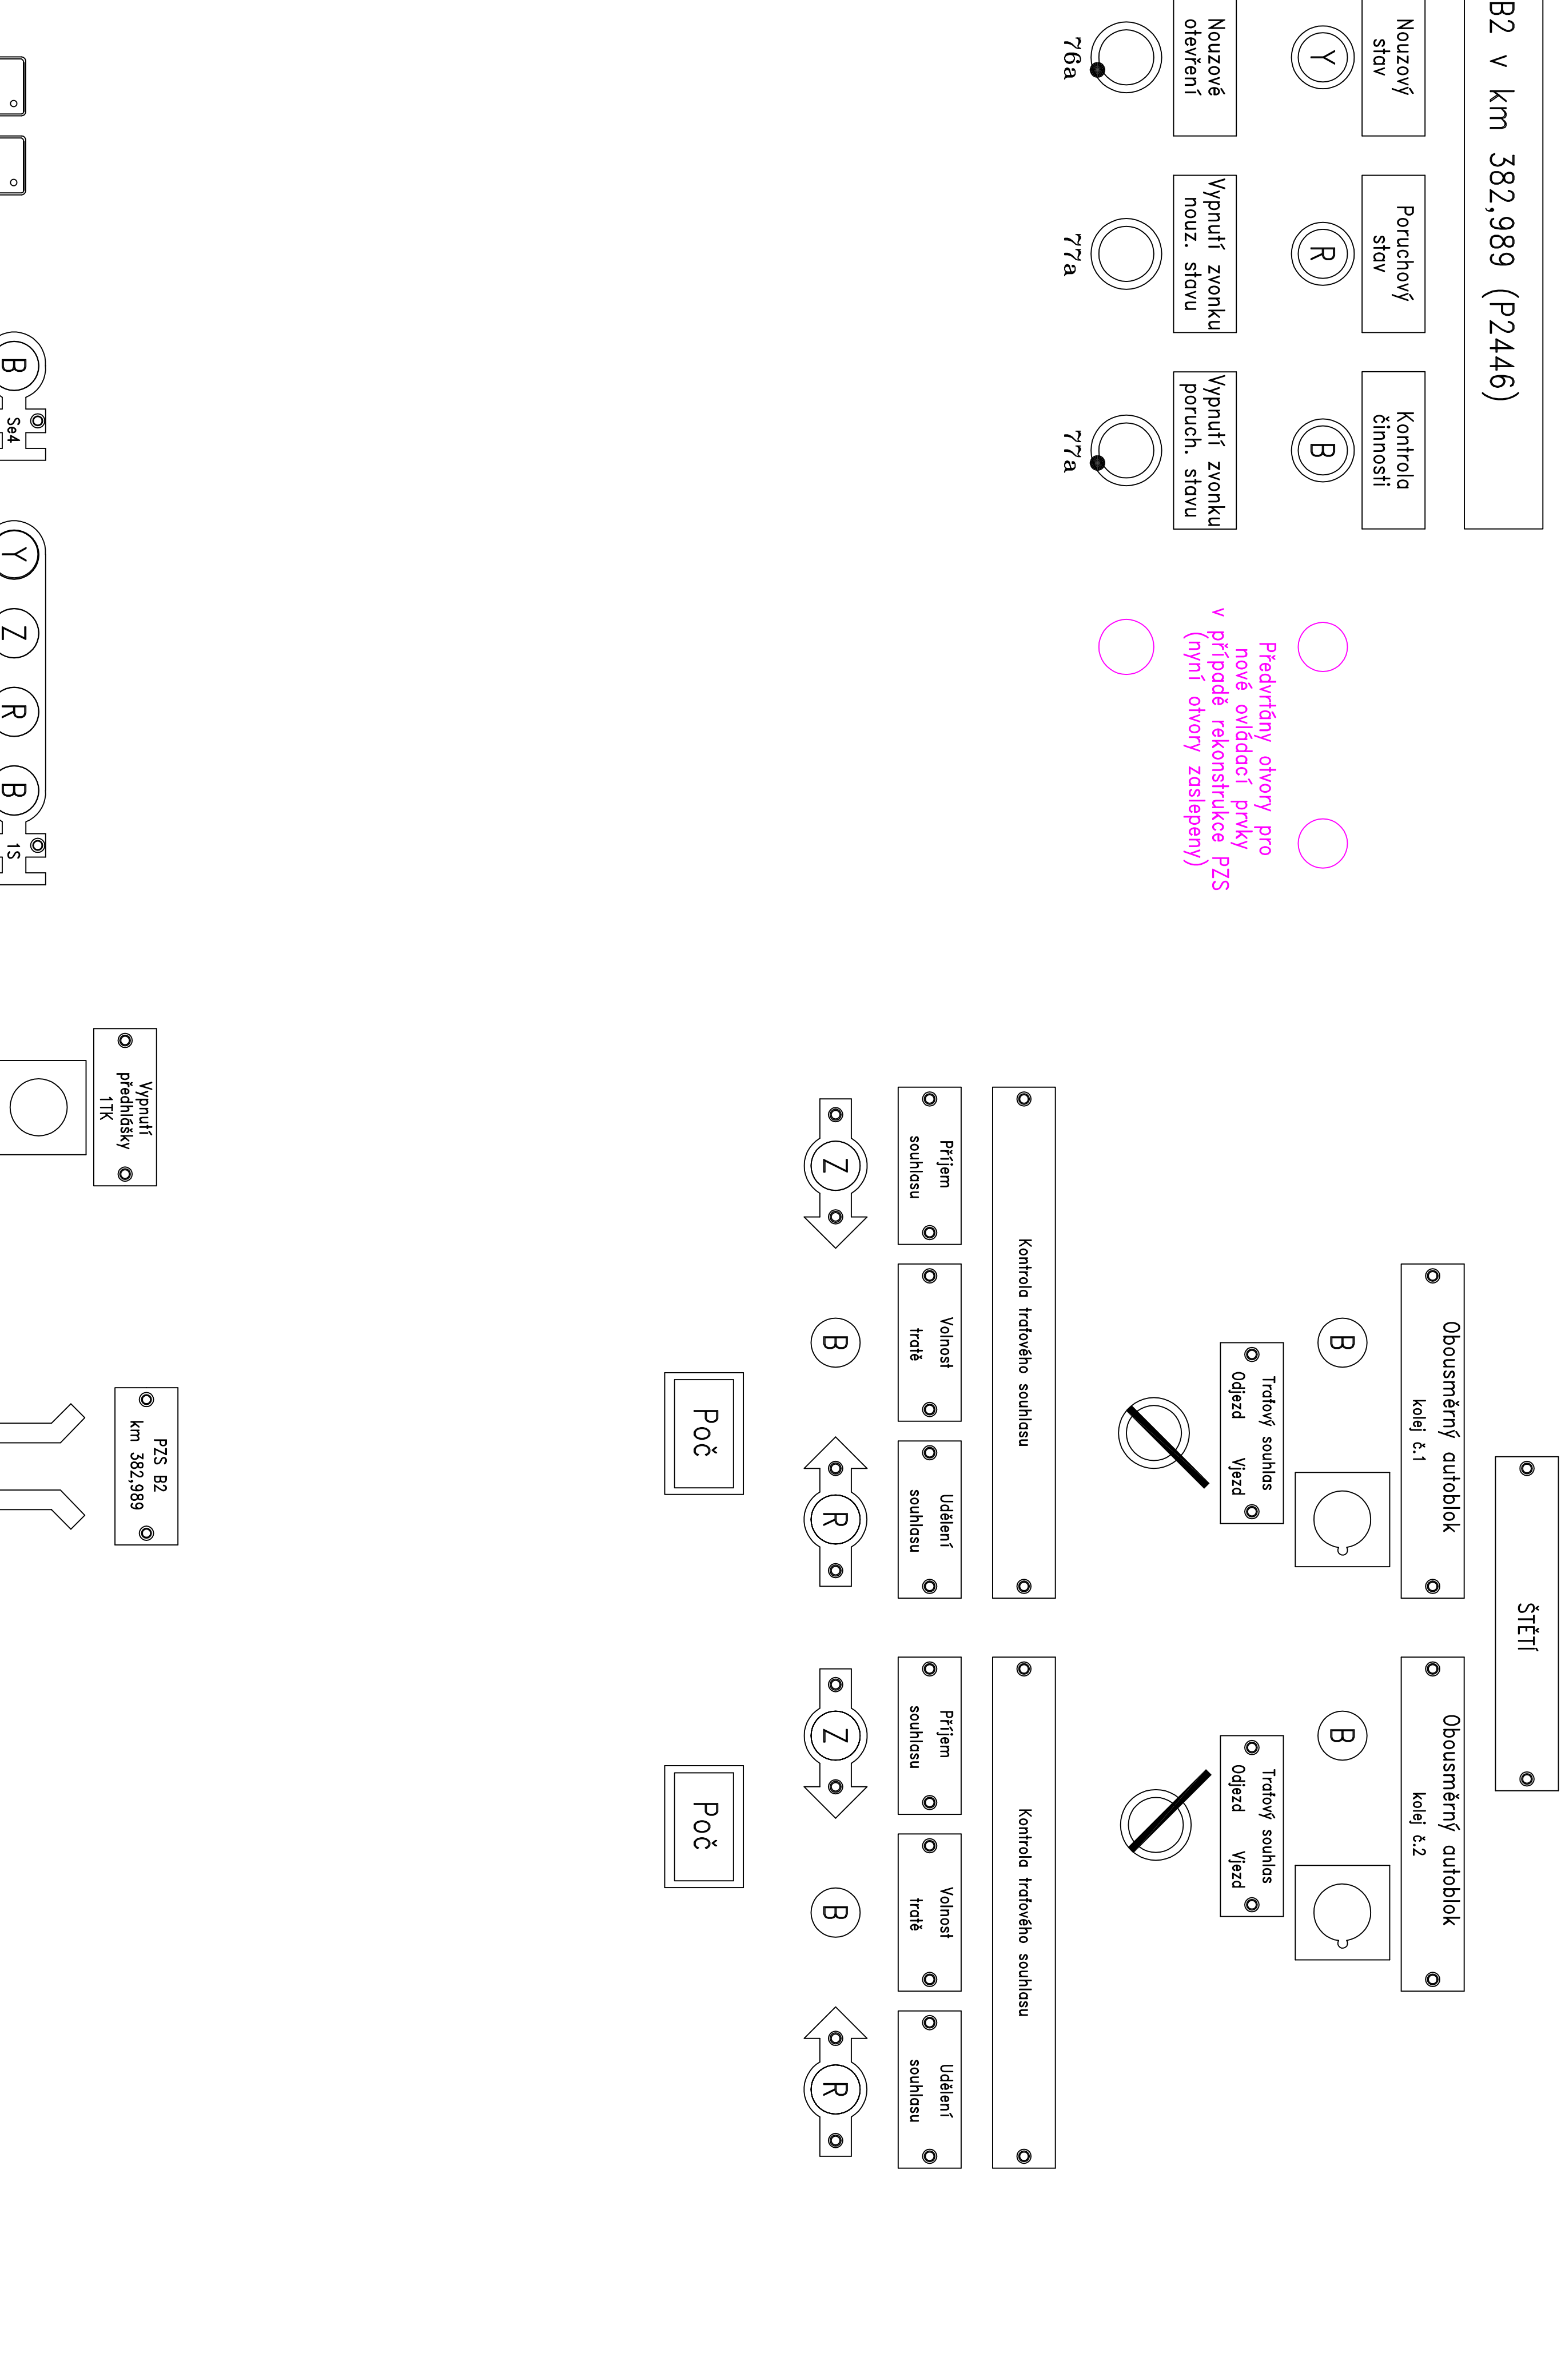 B2 v km 382,989 (P2446)
Nouzový
stav
Poruchový
stav
Kontrola
činnosti
Y
R
B
Nouzové
otevření
Vypnutí zvonku
nouz. stavu
Vypnutí zvonku
poruch. stavu
76a
77a
77a
Předvrtány otvory pro
nové ovládací prvky
v případě rekonstrukce PZS
(nyní otvory zaslepeny)
ŠTĚTÍ
Obousměrný autoblok
kolej č.1
B
Traťový souhlas
Odjezd Vjezd
Kontrola traťového souhlasu
Příjem
souhlasu
Volnost
tratě
Udělení
souhlasu
Z
B
R
Poč
Obousměrný autoblok
kolej č.2
B
Traťový souhlas
Odjezd Vjezd
Kontrola traťového souhlasu
Příjem
souhlasu
Volnost
tratě
Udělení
souhlasu
Z
B
R
Poč
B
Se4
Y
Z
R
B
1S
Vypnutí
předhlášky
1TK
PZS B2
km 382,989